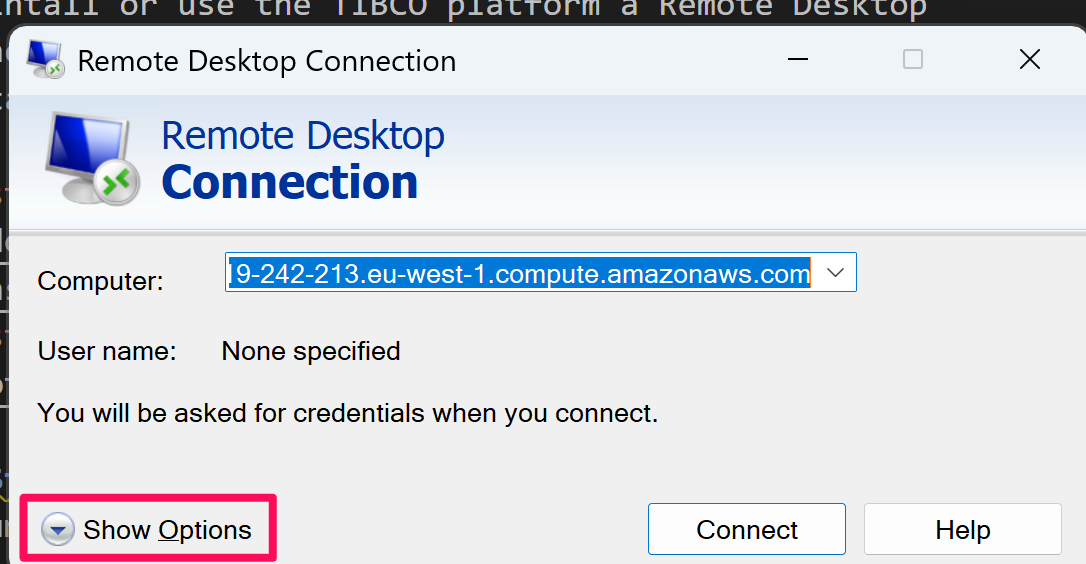 ntall or use the TIBCO platform a Remote Desktop
Remote Desktop Connection
Remote Desktop
Connection
Computer: 9-242-213.eu-west-1.compute.amazonaws.com
User name: None specified
You will be asked for credentials when you connect.
Show Options Connect Help